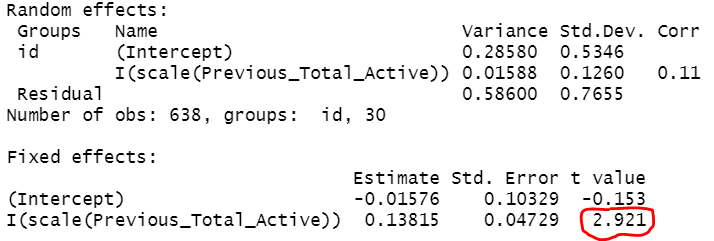 Random effects:
Groups Name Variance Std.Dev. Corr
id (Intercept) 0.28580 0.5346
I(scale(Previous_Total_Active)) 0.01588 0.1260 0.11
Residual 0.58600 0.7655
Number of obs: 638, groups: id, 30
Fixed effects:
Estimate Std. Error t value
(Intercept) -0.01576 0.10329 -0.153
I(scale(Previous_Total_Active)) 0.13815 0.04729 2.921